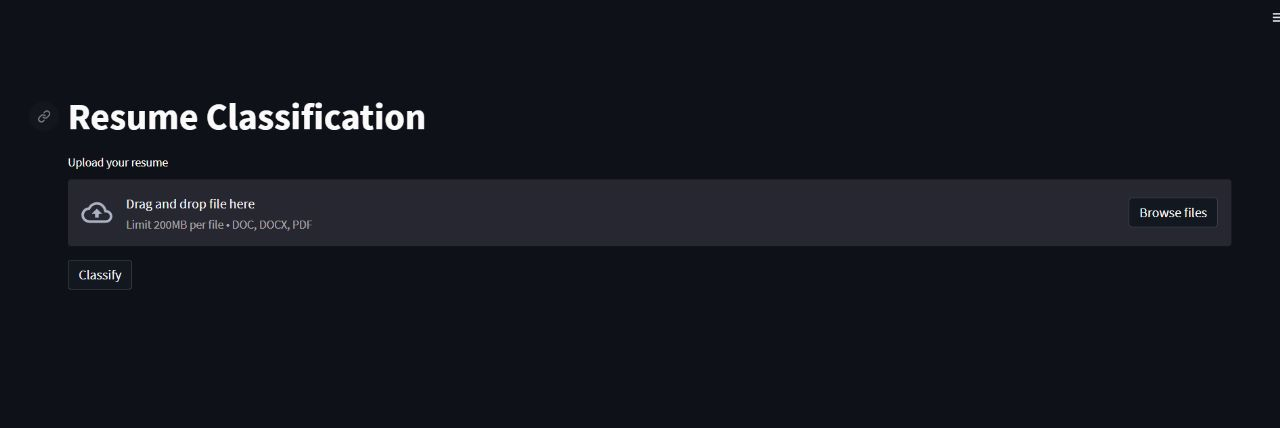 Resume Classification
Upload your resume
Drag and drop file here
Limit 200MB per file • DOC, DOCX, PDF
Browse files
Classify